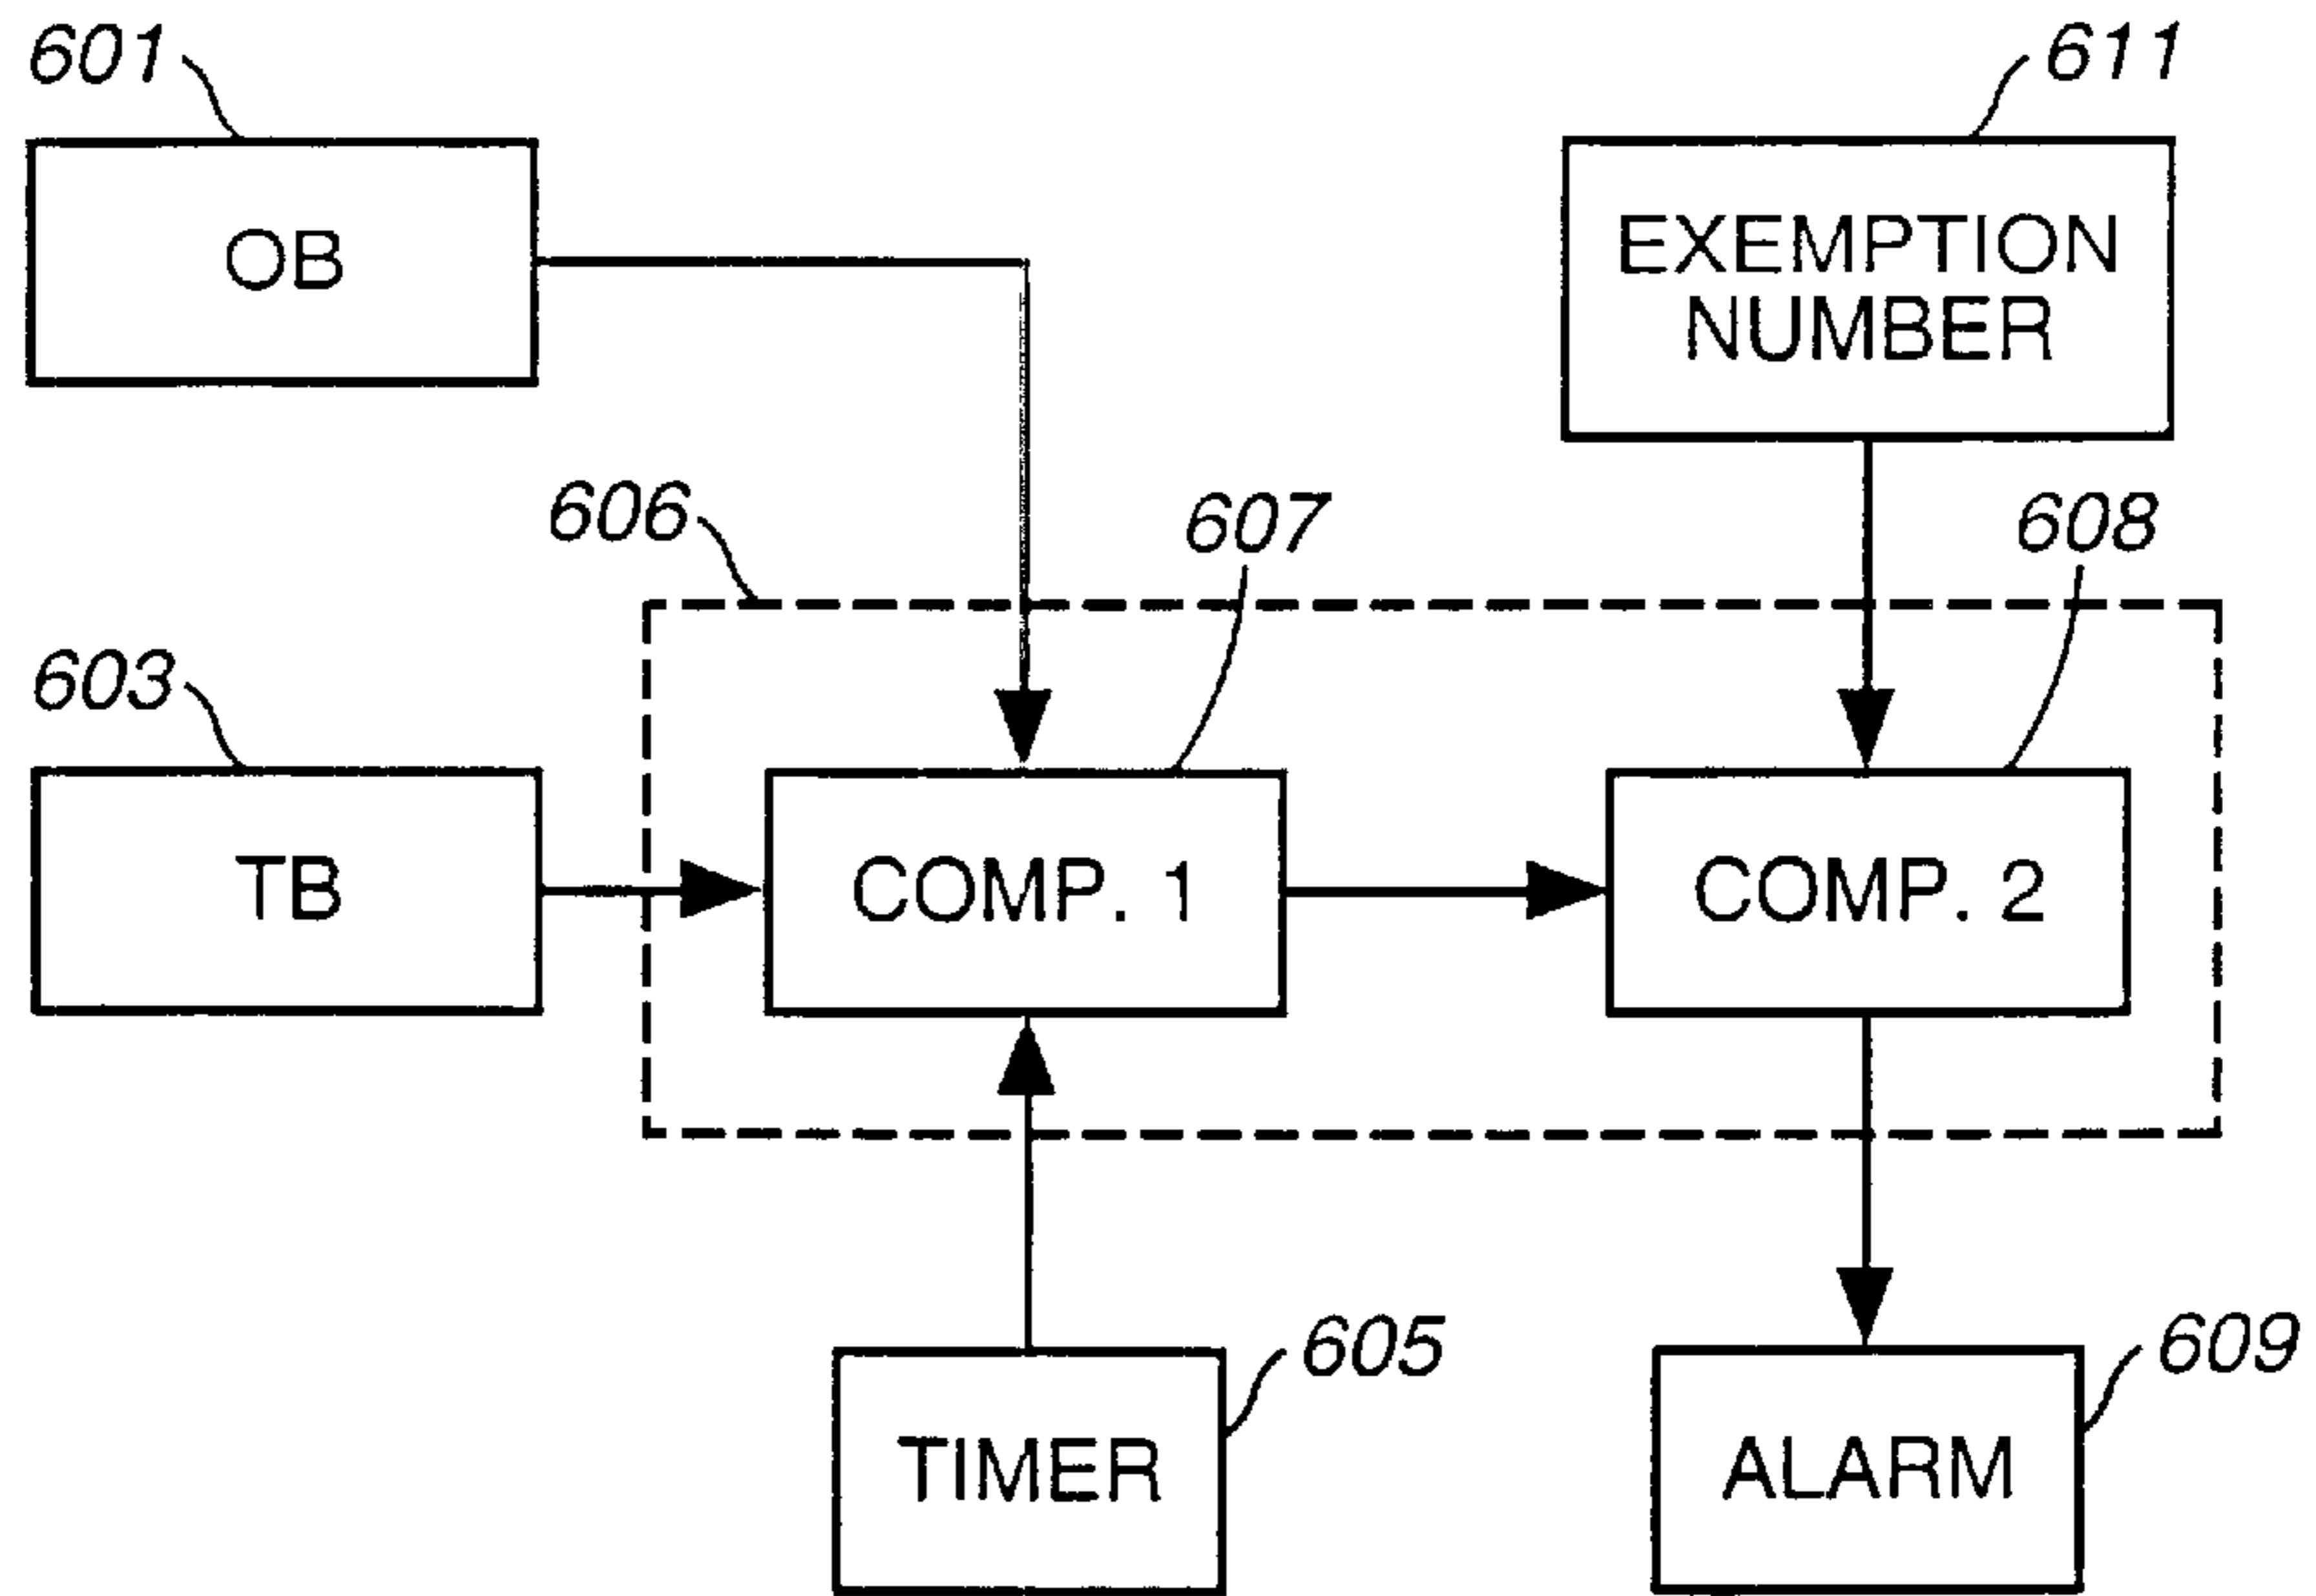 601
611
OB
EXEMPTION
NUMBER
606
607
608
603
TB
COMP. 1
COMP. 2
605
609
TIMER
ALARM